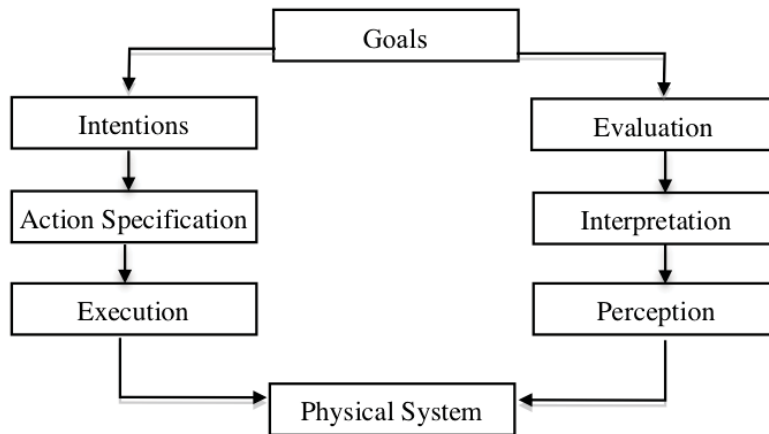 Goals
Intentions
Evaluation
Action Specification
Interpretation
Execution
Perception
Physical System